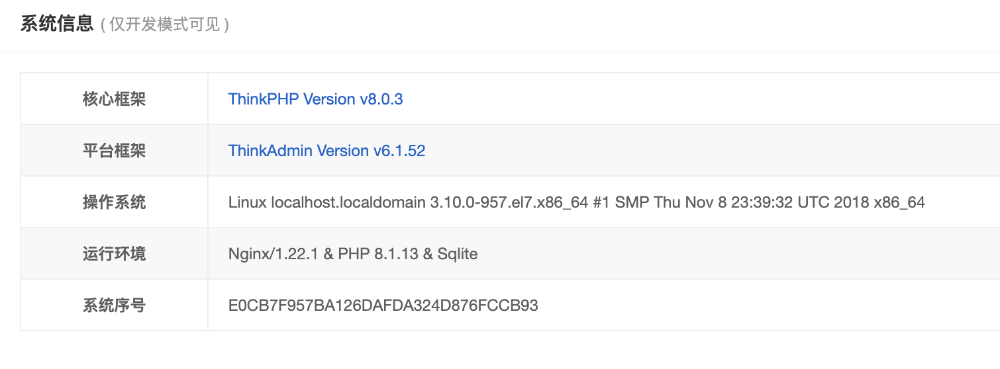 系统信息 ( 仅开发模式可见 )
核心框架 ThinkPHP Version v8.0.3
平台框架 ThinkAdmin Version v6.1.52
操作系统 Linux localhost.localdomain 3.10.0-957.el7.x86_64 #1 SMP Thu Nov 8 23:39:32 UTC 2018 x86_64
运行环境 Nginx/1.22.1 & PHP 8.1.13 & Sqlite
系统序号 E0CB7F957BA126DAFDA324D876FCCB93